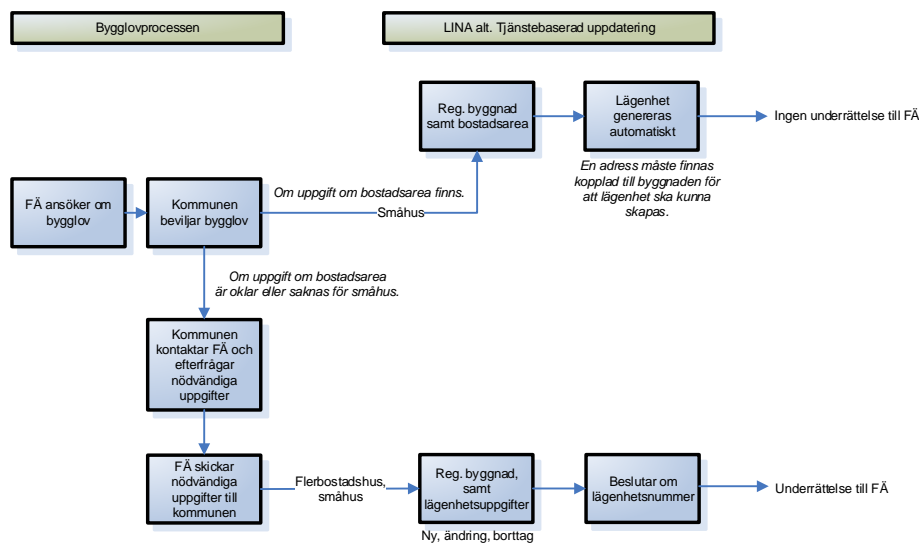 Bygglovprocessen
LINA alt. Tjänstebaserad uppdatering
Reg. byggnad
samt bostadsarea
Lägenhet
genereras
automatiskt
Ingen underrättelse till FÄ
En adress måste finnas
kopplad till byggnaden för
att lägenhet ska kunna
skapas.
FÄ ansöker om
bygglov
Kommunen
beviljar bygglov
Om uppgift om bostadsarea finns.
Småhus
Om uppgift om bostadsarea
är oklar eller saknas för småhus.
Kommunen
kontaktar FÄ och
efterfrågar
nödvändiga
uppgifter
FÄ skickar
nödvändiga
uppgifter till
kommunen
Flerbostadshus,
småhus
Reg. byggnad,
samt
lägenhetsuppgifter
Ny, ändring, borttag
Beslutar om
lägenhetsnummer
Underrättelse till FÄ